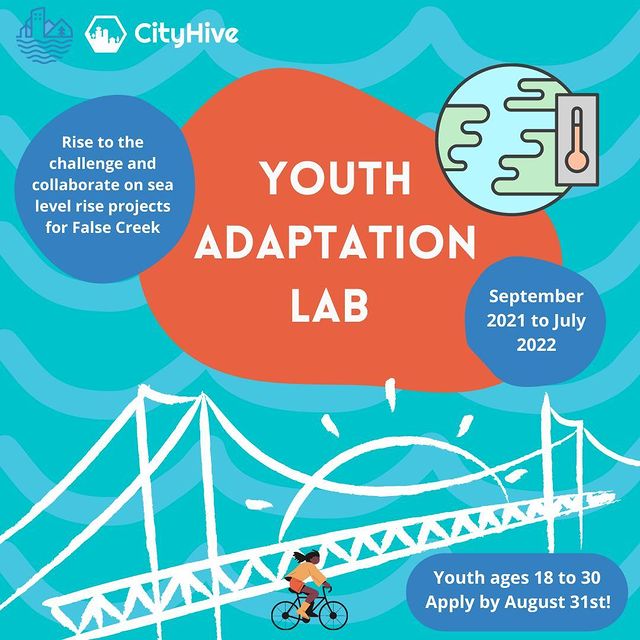 CityHive
Rise to the
challenge and
collaborate on sea
level rise projects
for False Creek
YOUTH
ADAPTATION
LAB
September
2021 to July
2022
Youth ages 18 to 30
Apply by August 31st!